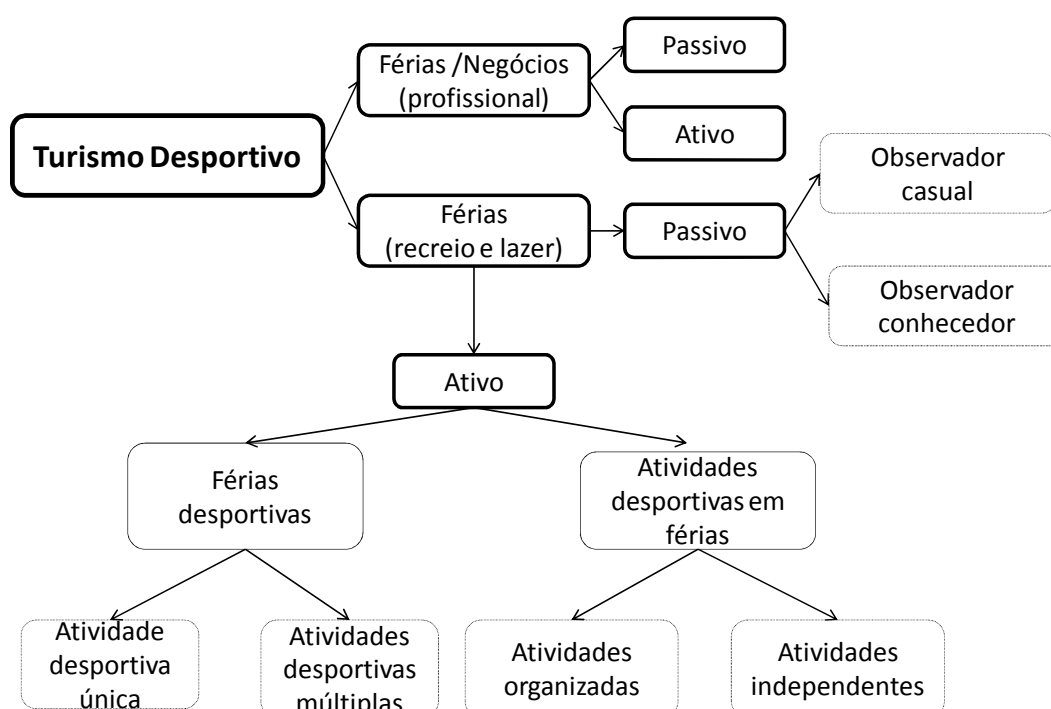 Turismo Desportivo
Férias /Negócios
(profissional)
Passivo
Ativo
Férias
(recreio e lazer)
Passivo
Observador
casual
Observador
conhecedor
Ativo
Férias
desportivas
Atividades
desportivas em
férias
Atividade
desportiva
única
Atividades
desportivas
múltiplas
Atividades
organizadas
Atividades
independentes